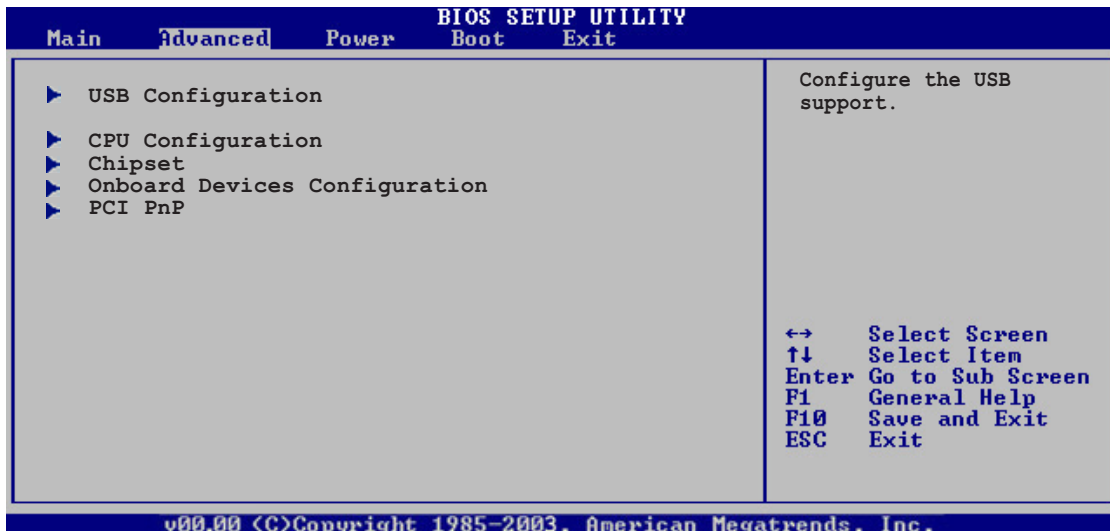 BIOS SETUP UTILITY
Main Advanced Power Boot Exit
USB Configuration
CPU Configuration
Chipset
Onboard Devices Configuration
PCI PnP
Configure the USB
support.
←→ Select Screen
↑↓ Select Item
Enter Go to Sub Screen
F1 General Help
F10 Save and Exit
ESC Exit
v00.00 (C)Copyright 1985-2003, American Megatrends, Inc.